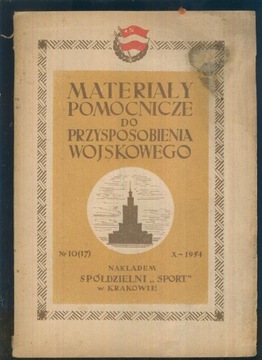 MATERIAŁY
POMOCNICZE
DO
PRZYSPOSOBIENIA
WOJSKOWEGO
Nr 10(17)
X-1954
NAKŁADEM
SPÓŁDZIELNI „SPORT"
W KRAKOWIE